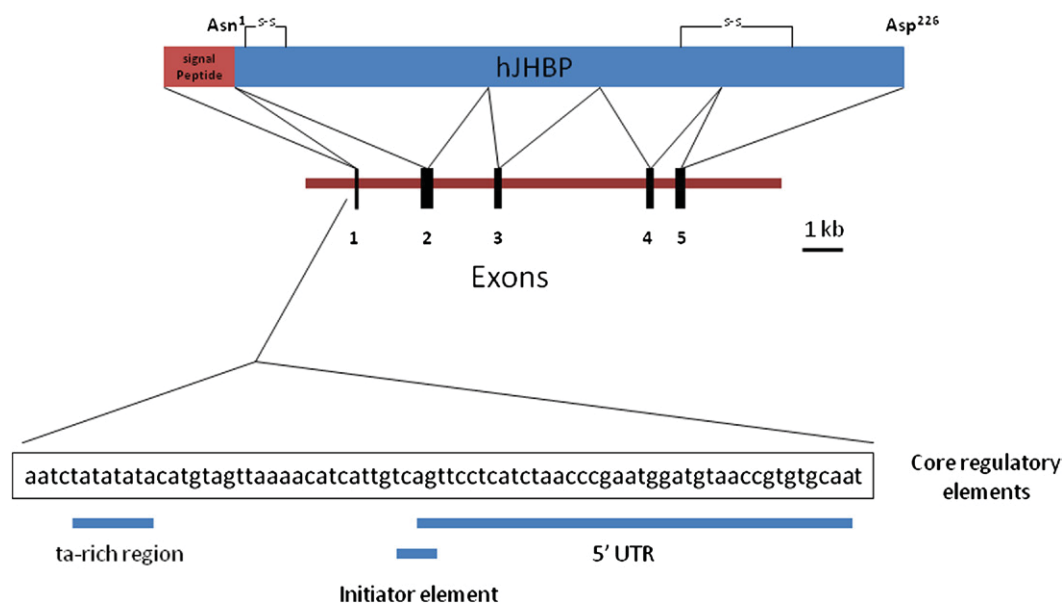 Asn1 s-s s-s Asp226
signal
Peptide
hJHBP
1 2 3 4 5
1 kb
Exons
aatctatatatacatgtagttaaaacatcattgtcagttcctcatctaacccgaatggatgtaaccgtgtgcaat
Core regulatory
elements
ta-rich region 5' UTR
Initiator element